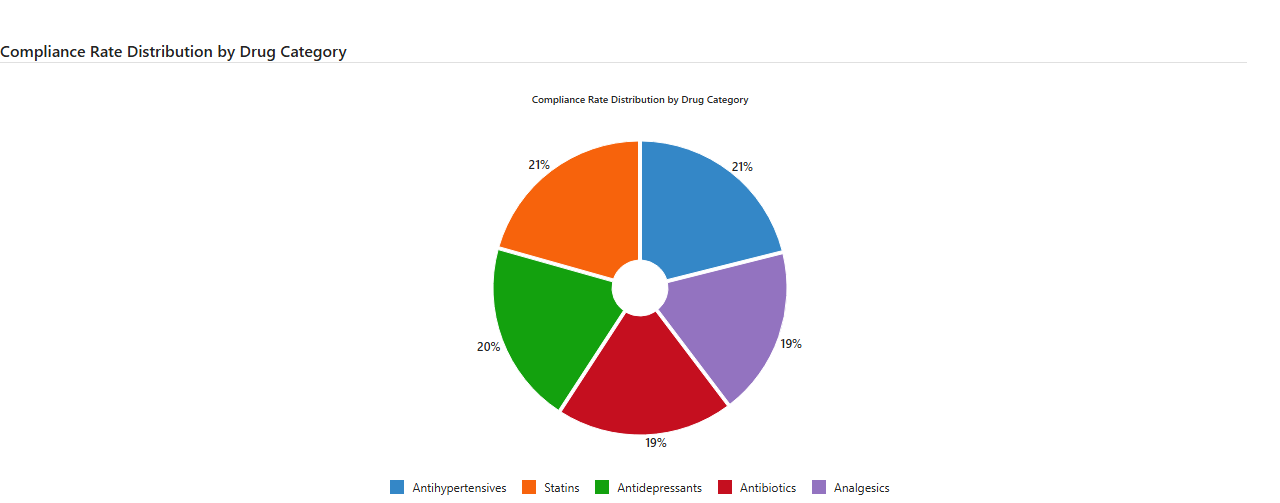 Compliance Rate Distribution by Drug Category
Compliance Rate Distribution by Drug Category
21%
21%
20%
19%
19%
Antihypertensives
Statins
Antidepressants
Antibiotics
Analgesics